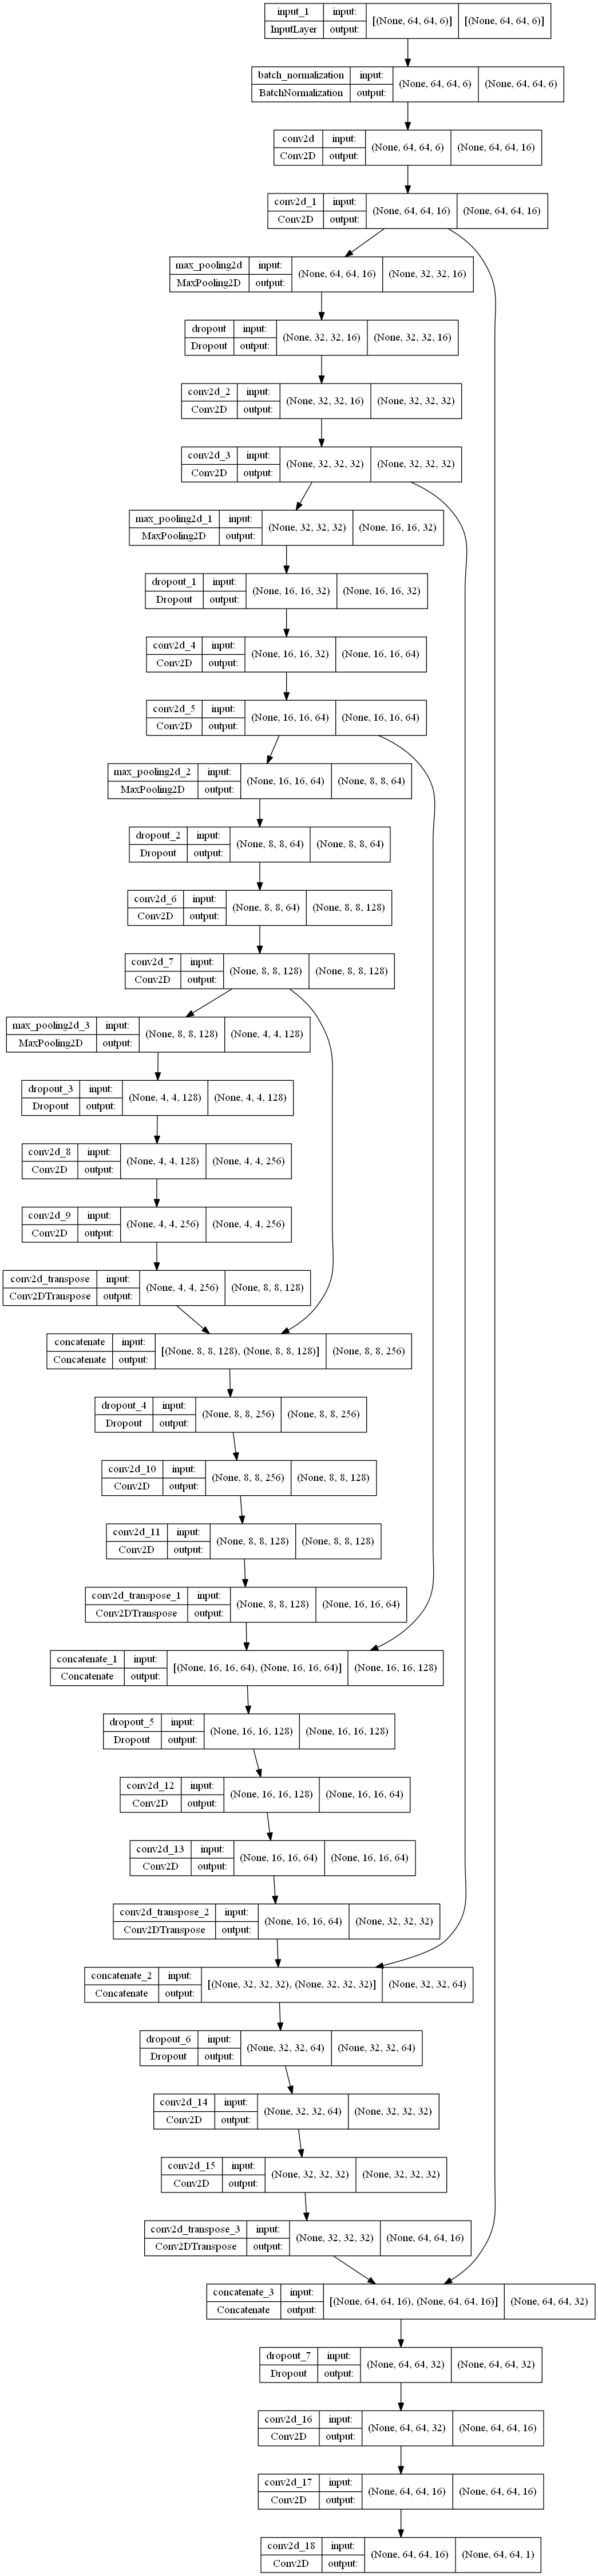 input_1 input: [(None, 64, 64, 6)] [(None, 64, 64, 6)]
InputLayer output:
batch_normalization input: (None, 64, 64, 6) (None, 64, 64, 6)
BatchNormalization output:
conv2d input: (None, 64, 64, 6) (None, 64, 64, 16)
Conv2D output:
conv2d_1 input: (None, 64, 64, 16) (None, 64, 64, 16)
Conv2D output:
max_pooling2d input: (None, 64, 64, 16) (None, 32, 32, 16)
MaxPooling2D output:
dropout input: (None, 32, 32, 16) (None, 32, 32, 16)
Dropout output:
conv2d_2 input: (None, 32, 32, 16) (None, 32, 32, 32)
Conv2D output:
conv2d_3 input: (None, 32, 32, 32) (None, 32, 32, 32)
Conv2D output:
max_pooling2d_1 input: (None, 32, 32, 32) (None, 16, 16, 32)
MaxPooling2D output:
dropout_1 input: (None, 16, 16, 32) (None, 16, 16, 32)
Dropout output:
conv2d_4 input: (None, 16, 16, 32) (None, 16, 16, 64)
Conv2D output:
conv2d_5 input: (None, 16, 16, 64) (None, 16, 16, 64)
Conv2D output:
max_pooling2d_2 input: (None, 16, 16, 64) (None, 8, 8, 64)
MaxPooling2D output:
dropout_2 input: (None, 8, 8, 64) (None, 8, 8, 64)
Dropout output:
conv2d_6 input: (None, 8, 8, 64) (None, 8, 8, 128)
Conv2D output:
conv2d_7 input: (None, 8, 8, 128) (None, 8, 8, 128)
Conv2D output:
max_pooling2d_3 input: (None, 8, 8, 128) (None, 4, 4, 128)
MaxPooling2D output:
dropout_3 input: (None, 4, 4, 128) (None, 4, 4, 128)
Dropout output:
conv2d_8 input: (None, 4, 4, 128) (None, 4, 4, 256)
Conv2D output:
conv2d_9 input: (None, 4, 4, 256) (None, 4, 4, 256)
Conv2D output:
conv2d_transpose input: (None, 4, 4, 256) (None, 8, 8, 128)
Conv2DTranspose output:
concatenate input: [(None, 8, 8, 128), (None, 8, 8, 128)] (None, 8, 8, 256)
Concatenate output:
dropout_4 input: (None, 8, 8, 256) (None, 8, 8, 256)
Dropout output:
conv2d_10 input: (None, 8, 8, 256) (None, 8, 8, 128)
Conv2D output:
conv2d_11 input: (None, 8, 8, 128) (None, 8, 8, 128)
Conv2D output:
conv2d_transpose_1 input: (None, 8, 8, 128) (None, 16, 16, 64)
Conv2DTranspose output:
concatenate_1 input: [(None, 16, 16, 64), (None, 16, 16, 64)] (None, 16, 16, 128)
Concatenate output:
dropout_5 input: (None, 16, 16, 128) (None, 16, 16, 128)
Dropout output:
conv2d_12 input: (None, 16, 16, 128) (None, 16, 16, 64)
Conv2D output:
conv2d_13 input: (None, 16, 16, 64) (None, 16, 16, 64)
Conv2D output:
conv2d_transpose_2 input: (None, 16, 16, 64) (None, 32, 32, 32)
Conv2DTranspose output:
concatenate_2 input: [(None, 32, 32, 32), (None, 32, 32, 32)] (None, 32, 32, 64)
Concatenate output:
dropout_6 input: (None, 32, 32, 64) (None, 32, 32, 64)
Dropout output:
conv2d_14 input: (None, 32, 32, 64) (None, 32, 32, 32)
Conv2D output:
conv2d_15 input: (None, 32, 32, 32) (None, 32, 32, 32)
Conv2D output:
conv2d_transpose_3 input: (None, 32, 32, 32) (None, 64, 64, 16)
Conv2DTranspose output:
concatenate_3 input: [(None, 64, 64, 16), (None, 64, 64, 16)] (None, 64, 64, 32)
Concatenate output:
dropout_7 input: (None, 64, 64, 32) (None, 64, 64, 32)
Dropout output:
conv2d_16 input: (None, 64, 64, 32) (None, 64, 64, 16)
Conv2D output:
conv2d_17 input: (None, 64, 64, 16) (None, 64, 64, 16)
Conv2D output:
conv2d_18 input: (None, 64, 64, 16) (None, 64, 64, 1)
Conv2D output: